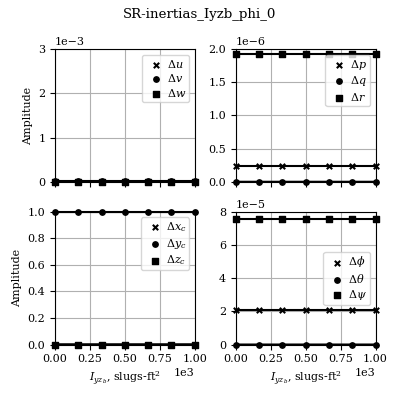 SR-inertias_Iyzb_phi_0
1e−3
3
2
1
0
Amplitude
Δu
Δv
Δw
1e−6
2.0
1.5
1.0
0.5
0.0
Δp
Δq
Δr
1.0
0.8
0.6
0.4
0.2
0.0
Amplitude
Δx_c
Δy_c
Δz_c
0.00 0.25 0.50 0.75 1.00
1e3
I_{yz_b}, slugs-ft²
1e−5
8
6
4
2
0
Δϕ
Δθ
Δψ
0.00 0.25 0.50 0.75 1.00
1e3
I_{yz_b}, slugs-ft²